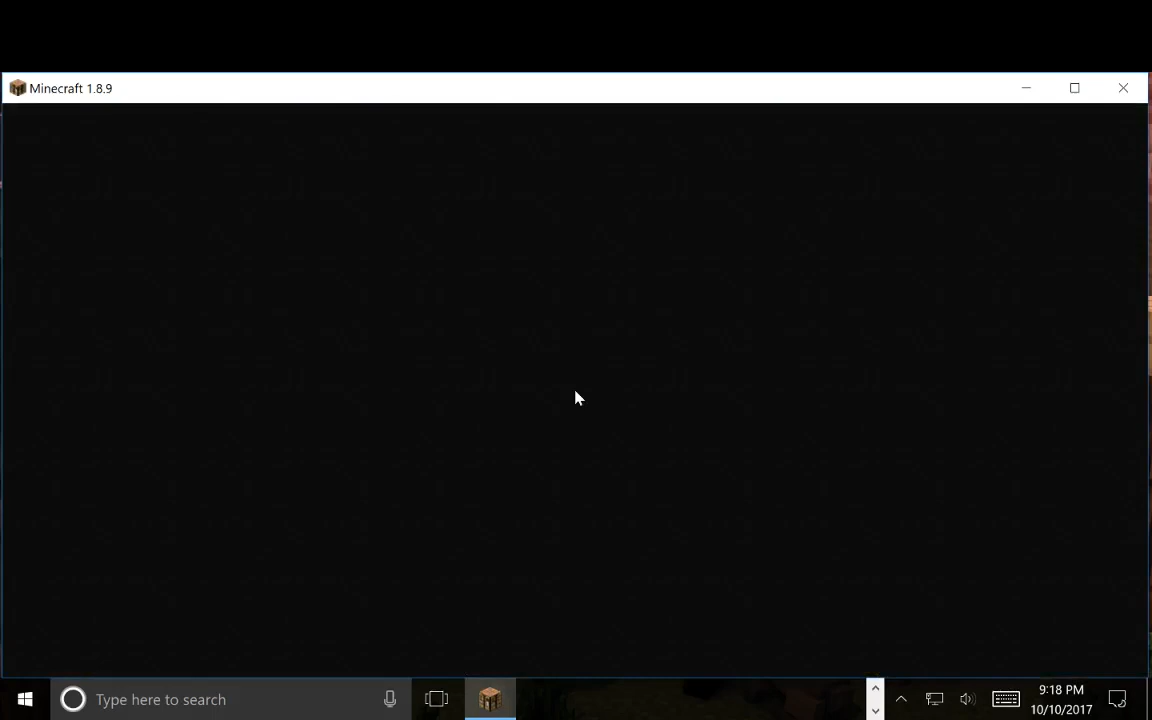 Minecraft 1.8.9
Type here to search
9:18 PM
10/10/2017